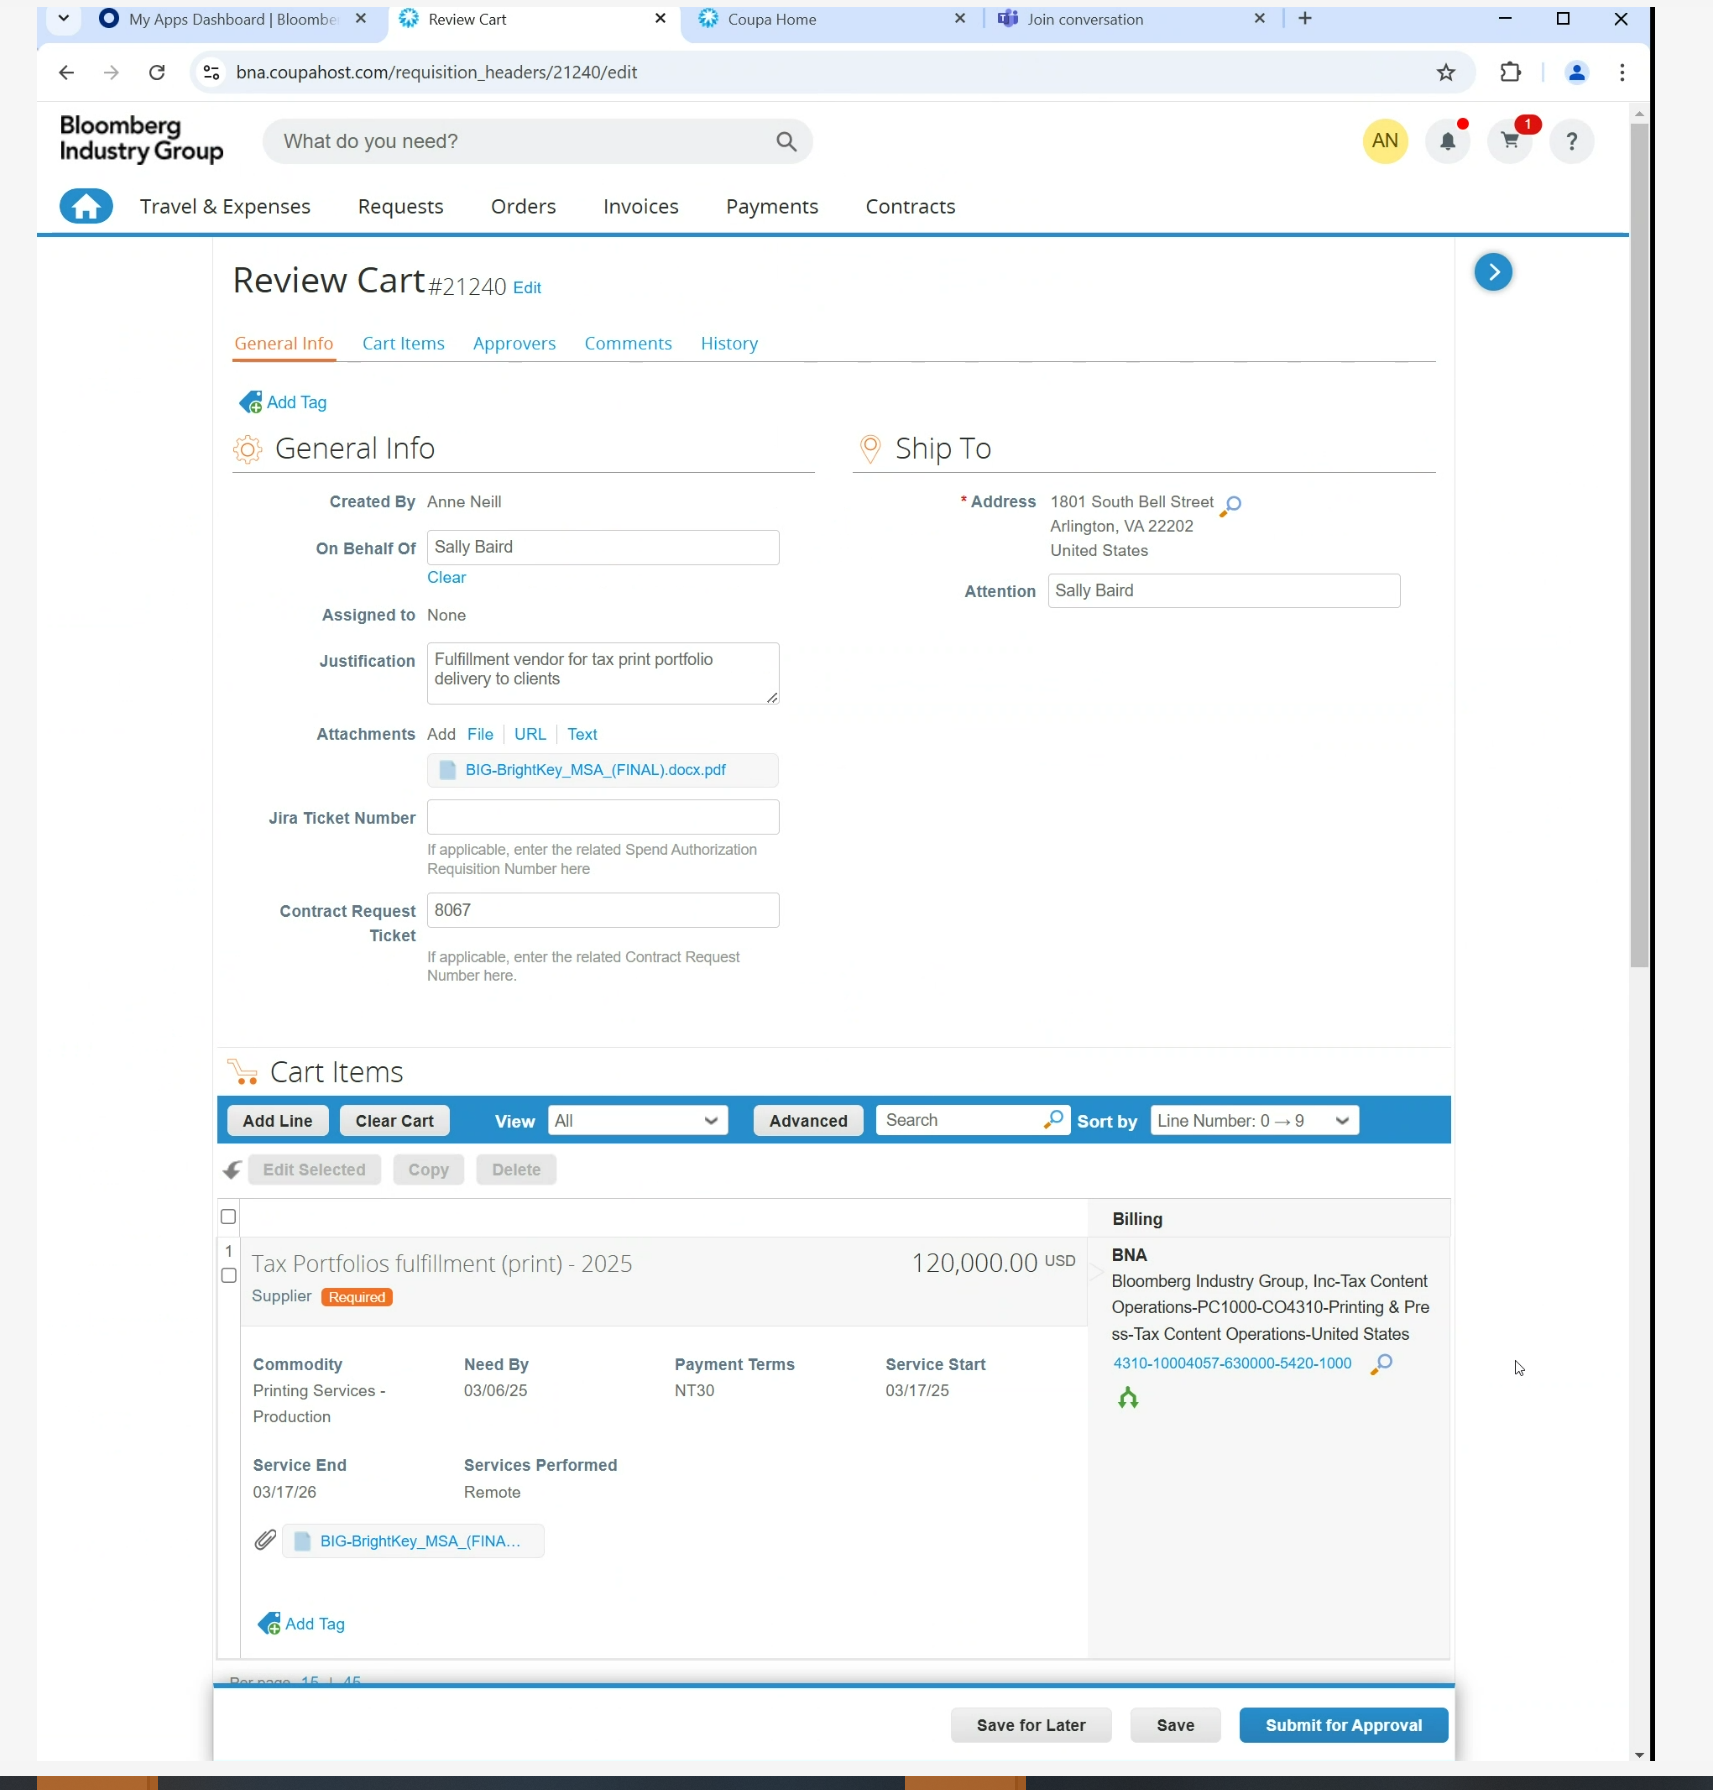 My Apps Dashboard | Bloombe
Review Cart
Coupa Home
Join conversation
bna.coupahost.com/requisition_headers/21240/edit
Bloomberg
Industry Group
What do you need?
AN
1
?
Travel & Expenses
Requests
Orders
Invoices
Payments
Contracts
Review Cart #21240 Edit
General Info
Cart Items
Approvers
Comments
History
Add Tag
General Info
Created By Anne Neill
On Behalf Of Sally Baird
Clear
Assigned to None
Justification Fulfillment vendor for tax print portfolio
delivery to clients
Attachments Add File | URL | Text
BIG-BrightKey_MSA_(FINAL).docx.pdf
Jira Ticket Number
If applicable, enter the related Spend Authorization
Requisition Number here
Contract Request
Ticket
8067
If applicable, enter the related Contract Request
Number here.
Ship To
* Address 1801 South Bell Street
Arlington, VA 22202
United States
Attention Sally Baird
Cart Items
Add Line
Clear Cart
View All
Advanced
Search
Sort by Line Number: 0 → 9
Edit Selected
Copy
Delete
Billing
1
Tax Portfolios fulfillment (print) - 2025
120,000.00 USD
Supplier Required
BNA
Bloomberg Industry Group, Inc-Tax Content
Operations-PC1000-CO4310-Printing & Pre
ss-Tax Content Operations-United States
4310-10004057-630000-5420-1000
Commodity
Printing Services -
Production
Need By
03/06/25
Payment Terms
NT30
Service Start
03/17/25
Service End
03/17/26
Services Performed
Remote
BIG-BrightKey_MSA_(FINA...
Add Tag
Per page 15 | 45
Save for Later
Save
Submit for Approval